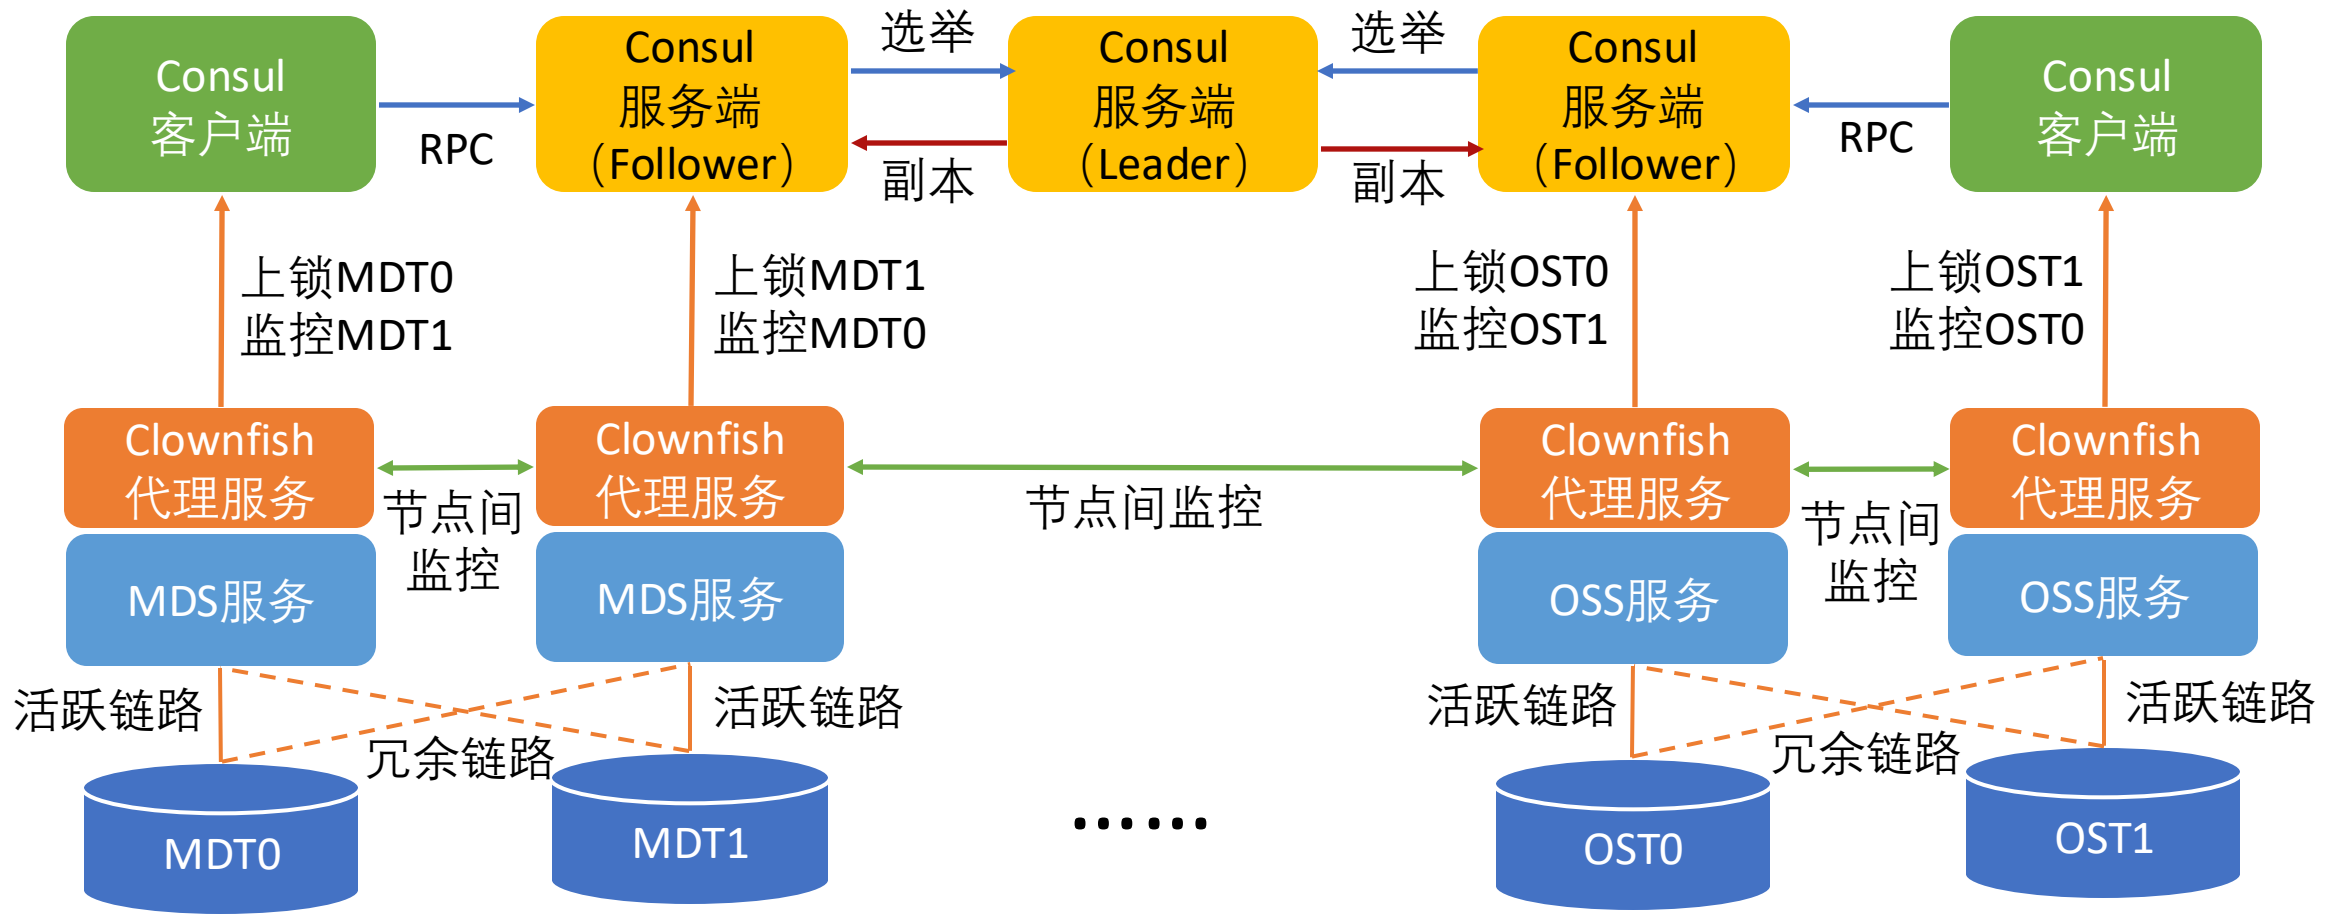 Consul
客户端
RPC
Consul
服务端
（Follower）
选举
副本
Consul
服务端
（Leader）
选举
副本
Consul
服务端
（Follower）
RPC
Consul
客户端
上锁MDT0
监控MDT1
上锁MDT1
监控MDT0
上锁OST0
监控OST1
上锁OST1
监控OST0
Clownfish
代理服务
节点间
监控
Clownfish
代理服务
节点间监控
Clownfish
代理服务
节点间
监控
Clownfish
代理服务
MDS服务
MDS服务
OSS服务
OSS服务
活跃链路
冗余链路
活跃链路
活跃链路
冗余链路
活跃链路
MDT0
MDT1
……
OST0
OST1